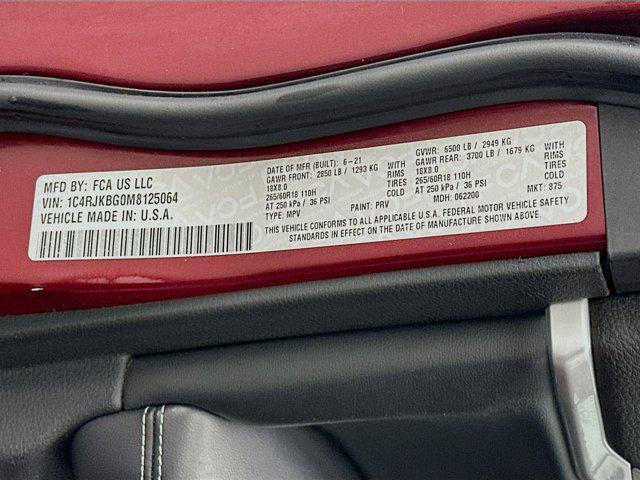 MFD BY: FCA US LLC
VIN: 1C4RJKBG0M8125064
VEHICLE MADE IN U.S.A.
DATE OF MFR (BUILT): 6-21
GAWR FRONT: 2850 LB / 1293 KG WITH
18X8.0 RIMS
265/60R18 110H TIRES
AT 250 kPa / 36 PSI COLD
TYPE: MPV PAINT: PRV
GVWR: 6500 LB / 2949 KG
GAWR REAR: 3700 LB / 1679 KG WITH
18X8.0 RIMS
265/60R18 110H TIRES
AT 250 kPa / 36 PSI COLD
MDH: 062200 MKT: 875
THIS VEHICLE CONFORMS TO ALL APPLICABLE U.S.A. FEDERAL MOTOR VEHICLE SAFETY
STANDARDS IN EFFECT ON THE DATE OF MANUFACTURE SHOWN ABOVE.